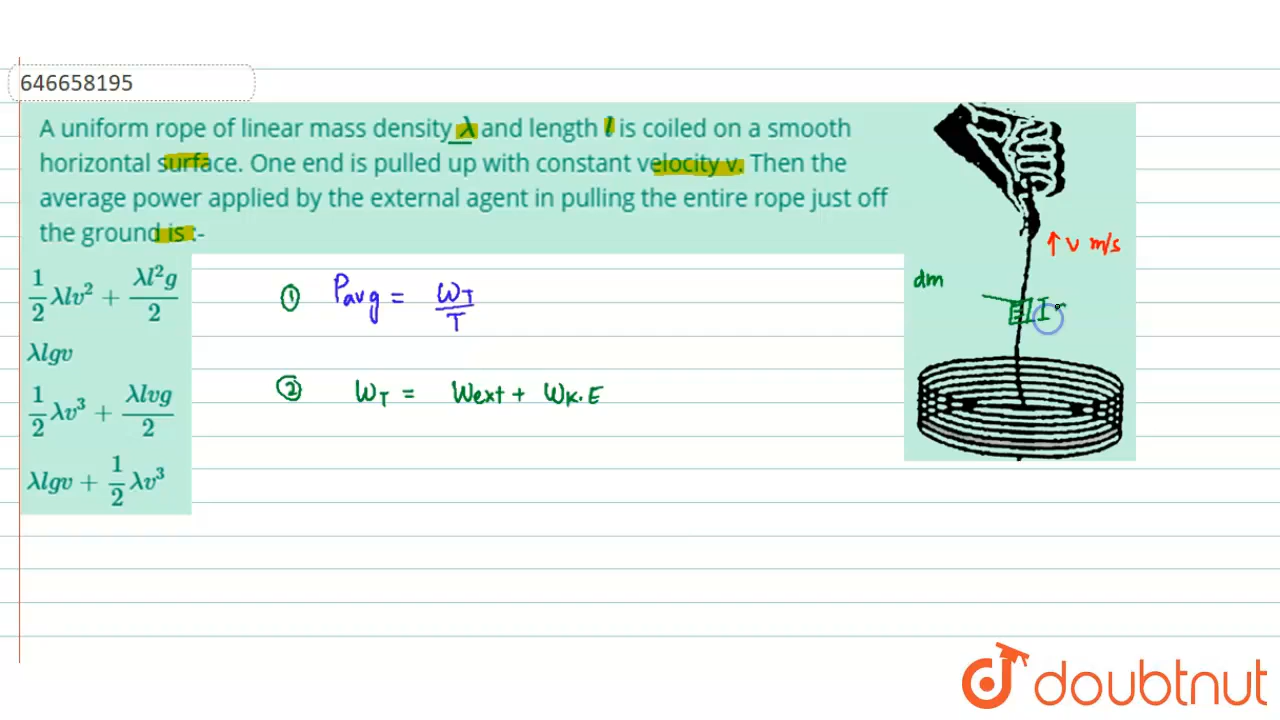 646658195
A uniform rope of linear mass density λ and length l is coiled on a smooth
horizontal surface. One end is pulled up with constant velocity v. Then the
average power applied by the external agent in pulling the entire rope just off
the ground is :-
1/2 λlv² + λl²g/2
λlgv
1/2 λv³ + λlvg/2
λlgv + 1/2 λv³
① Pavg = WT/T
② WT = Wext + WK.E
↑ v m/s
dm
doubtnut